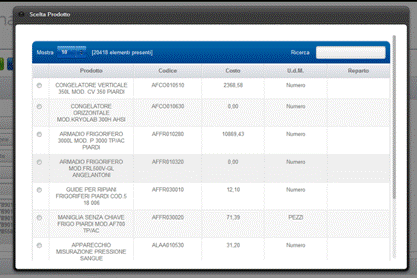 Scelta Prodotto
Mostra 10 [20418 elementi presenti] Ricerca
Prodotto Codice Conto U.d.M. Reparto
CONGELATORE VERTICALE
350L MOD. CV 350 PIARDI AFCO010510 2366,58 Numero
CONGELATORE
ORIZZONTALE
MOD.KRYOLAB 300H AHSI AFCO010630 0,00 Numero
ARMADIO FRIGORIFERO
3000L MOD. P 3000 TP/AC
PIARDI AFFR010280 10869,43 Numero
ARMADIO FRIGORIFERO
MOD.FRL500V-GL
ANGELANTONI AFFR010320 0,00 Numero
GUIDE PER RIPIANI
FRIGORIFERI PIARDI COD.5
18 006 AFFR030010 12,10 Numero
MANIGLIA SENZA CHIAVE
FRIGO PIARDI MOD.AF700
TP/AC AFFR030020 71,39 PEZZI
APPARECCHIO
MISURAZIONE PRESSIONE
SANGUE ALAA010530 31,20 Numero